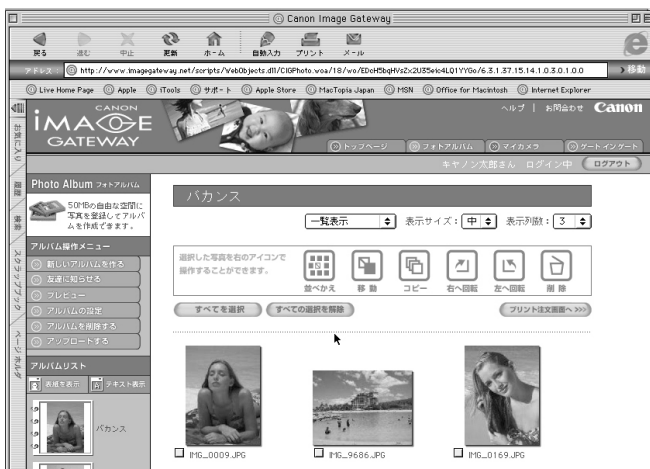 Canon Image Gateway
戻る 進む 中止 更新 ホーム 自動入力 プリント メール
アドレス： http://www.imagegateway.net/scripts/WebObjects.dll/CIGPhoto.woa/18/wo/EDcH5bqHVsZx2U35eic4LQ1YYGo/6.3.1.37.15.14.1.0.3.0.1.0.0 移動
Live Home Page Apple iTools サポート Apple Store MacTopia Japan MSN Office for Macintosh Internet Explorer
お気に入り
履歴
検索
スクラップブック
ページホルダ
CANON
iMAGE
GATEWAY
ヘルプ | お問合わせ Canon
トップページ フォトアルバム マイカメラ ゲートインゲート
キヤノン太郎さん ログイン中 ログアウト
Photo Album フォトアルバム
50MBの自由な空間に
写真を登録してアルバ
ムを作成できます。
アルバム操作メニュー
新しいアルバムを作る
友達に知らせる
プレビュー
アルバムの設定
アルバムを削除する
アップロードする
アルバムリスト
表紙を表示 テキスト表示
バカンス
バカンス
一覧表示 表示サイズ： 中 表示列数： 3
選択した写真を右のアイコンで
操作することができます。
並べかえ 移動 コピー 右へ回転 左へ回転 削除
すべてを選択 すべての選択を解除 プリント注文画面へ >>>
IMG_0009.JPG IMG_9686.JPG IMG_0169.JPG